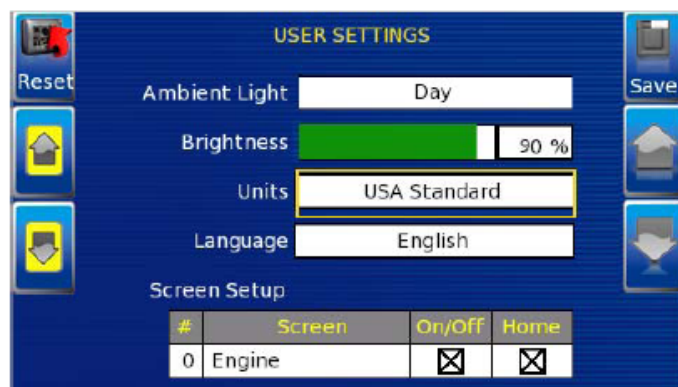 USER SETTINGS
Reset
Save
Ambient Light Day
Brightness 90 %
Units USA Standard
Language English
Screen Setup
# Screen On/Off Home
0 Engine